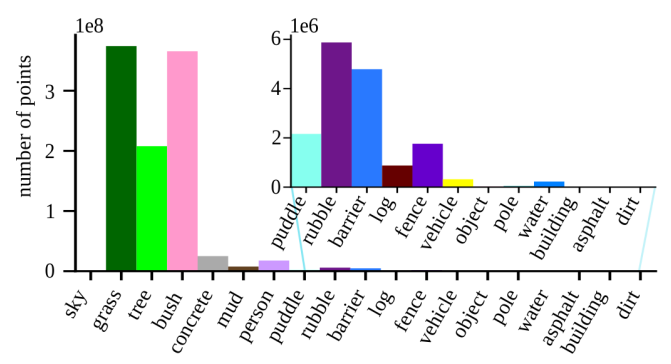 1e8
number of points
3
2
1
0
sky
grass
tree
bush
concrete
mud
person
puddle
rubble
barrier
log
fence
vehicle
object
pole
water
asphalt
building
dirt
1e6
6
4
2
0
puddle
rubble
barrier
log
fence
vehicle
object
pole
water
building
asphalt
dirt